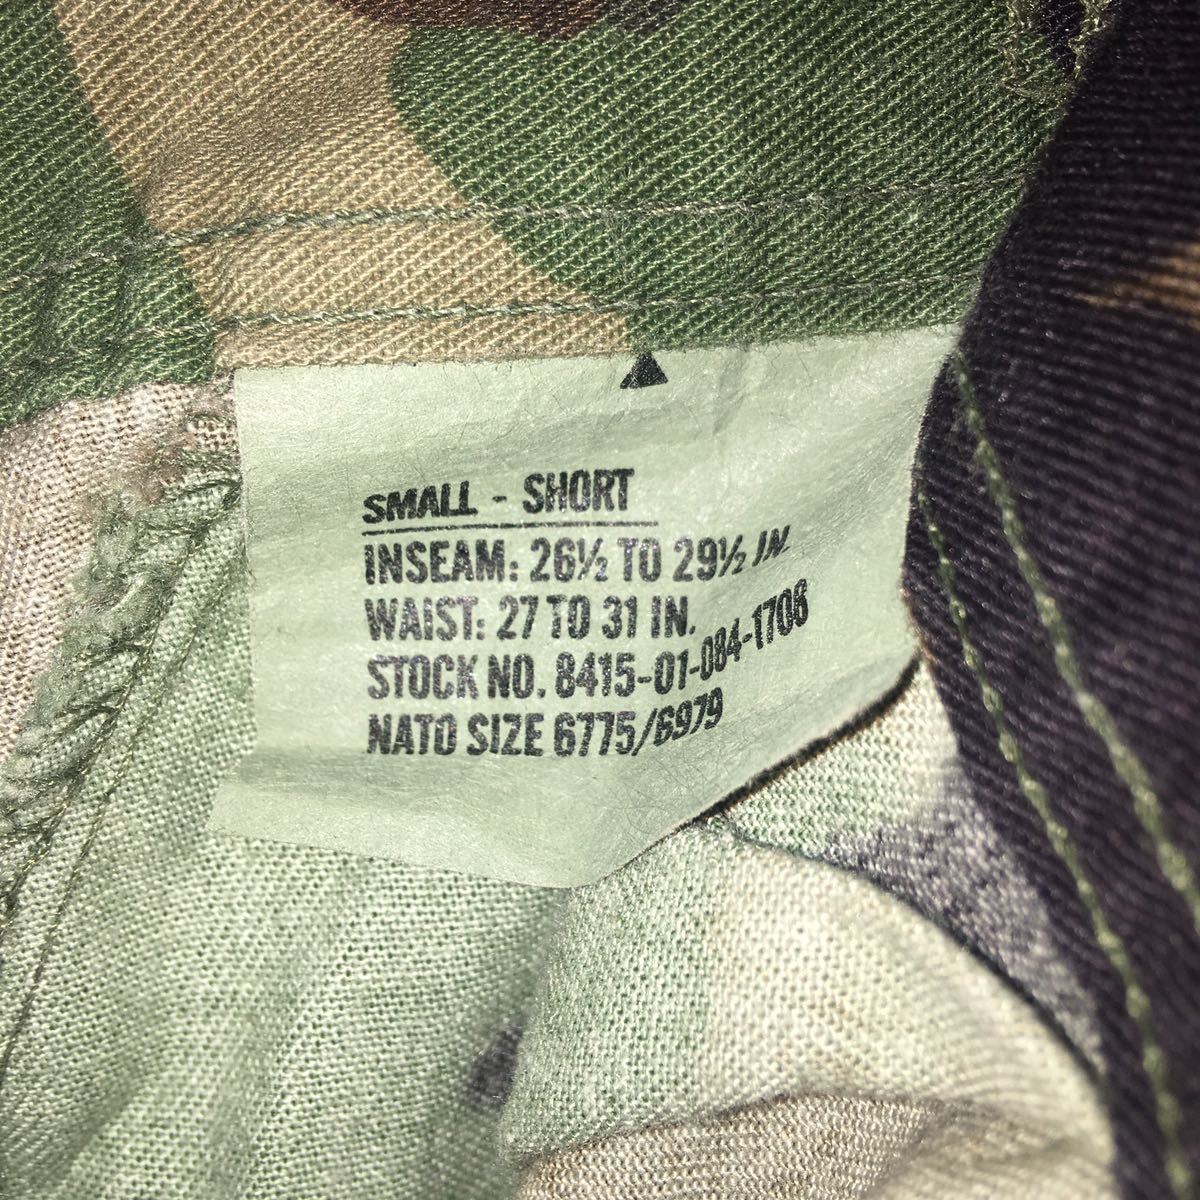 SMALL - SHORT
INSEAM: 26½ TO 29½ IN.
WAIST: 27 TO 31 IN.
STOCK NO. 8415-01-084-1708
NATO SIZE 6775/6979